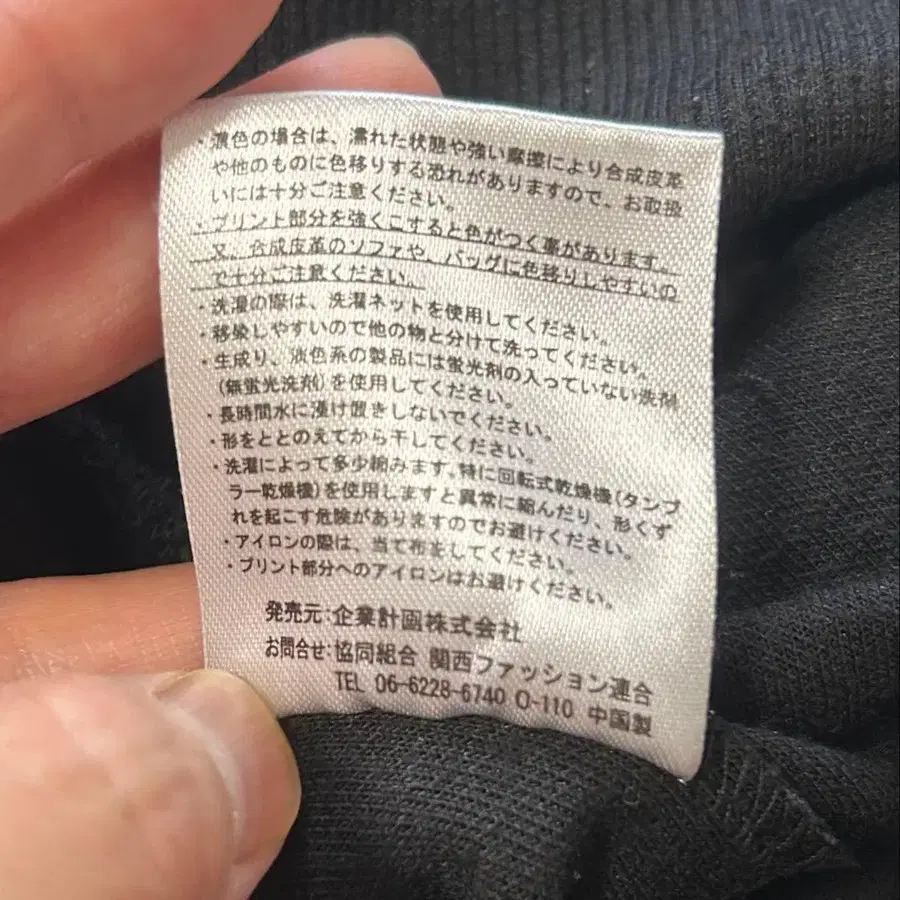 ・濃色の場合は、濡れた状態や強い摩擦により合成皮革
や他のものに色移りする恐れがありますので、お取扱
いには十分ご注意ください。
・プリント部分を強くこすると色がつく事があります。
又、合成皮革のソファや、バッグに色移りしやすいの
で十分ご注意ください。
・洗濯の際は、洗濯ネットを使用してください。
・移染しやすいので他の物と分けて洗ってください。
・生成り、淡色系の製品には蛍光剤の入っていない洗剤
(無蛍光洗剤)を使用してください。
・長時間水に浸け置きしないでください。
・形をととのえてから干してください。
・洗濯によって多少縮みます。特に回転式乾燥機(タンブ
ラー乾燥機)を使用しますと異常に縮んだり、形くず
れを起こす危険がありますのでお避けください。
・アイロンの際は、当て布をしてください。
・プリント部分へのアイロンはお避けください。
発売元:企業計画株式会社
お問合せ:協同組合 関西ファッション連合
TEL 06-6228-6740 O-110 中国製